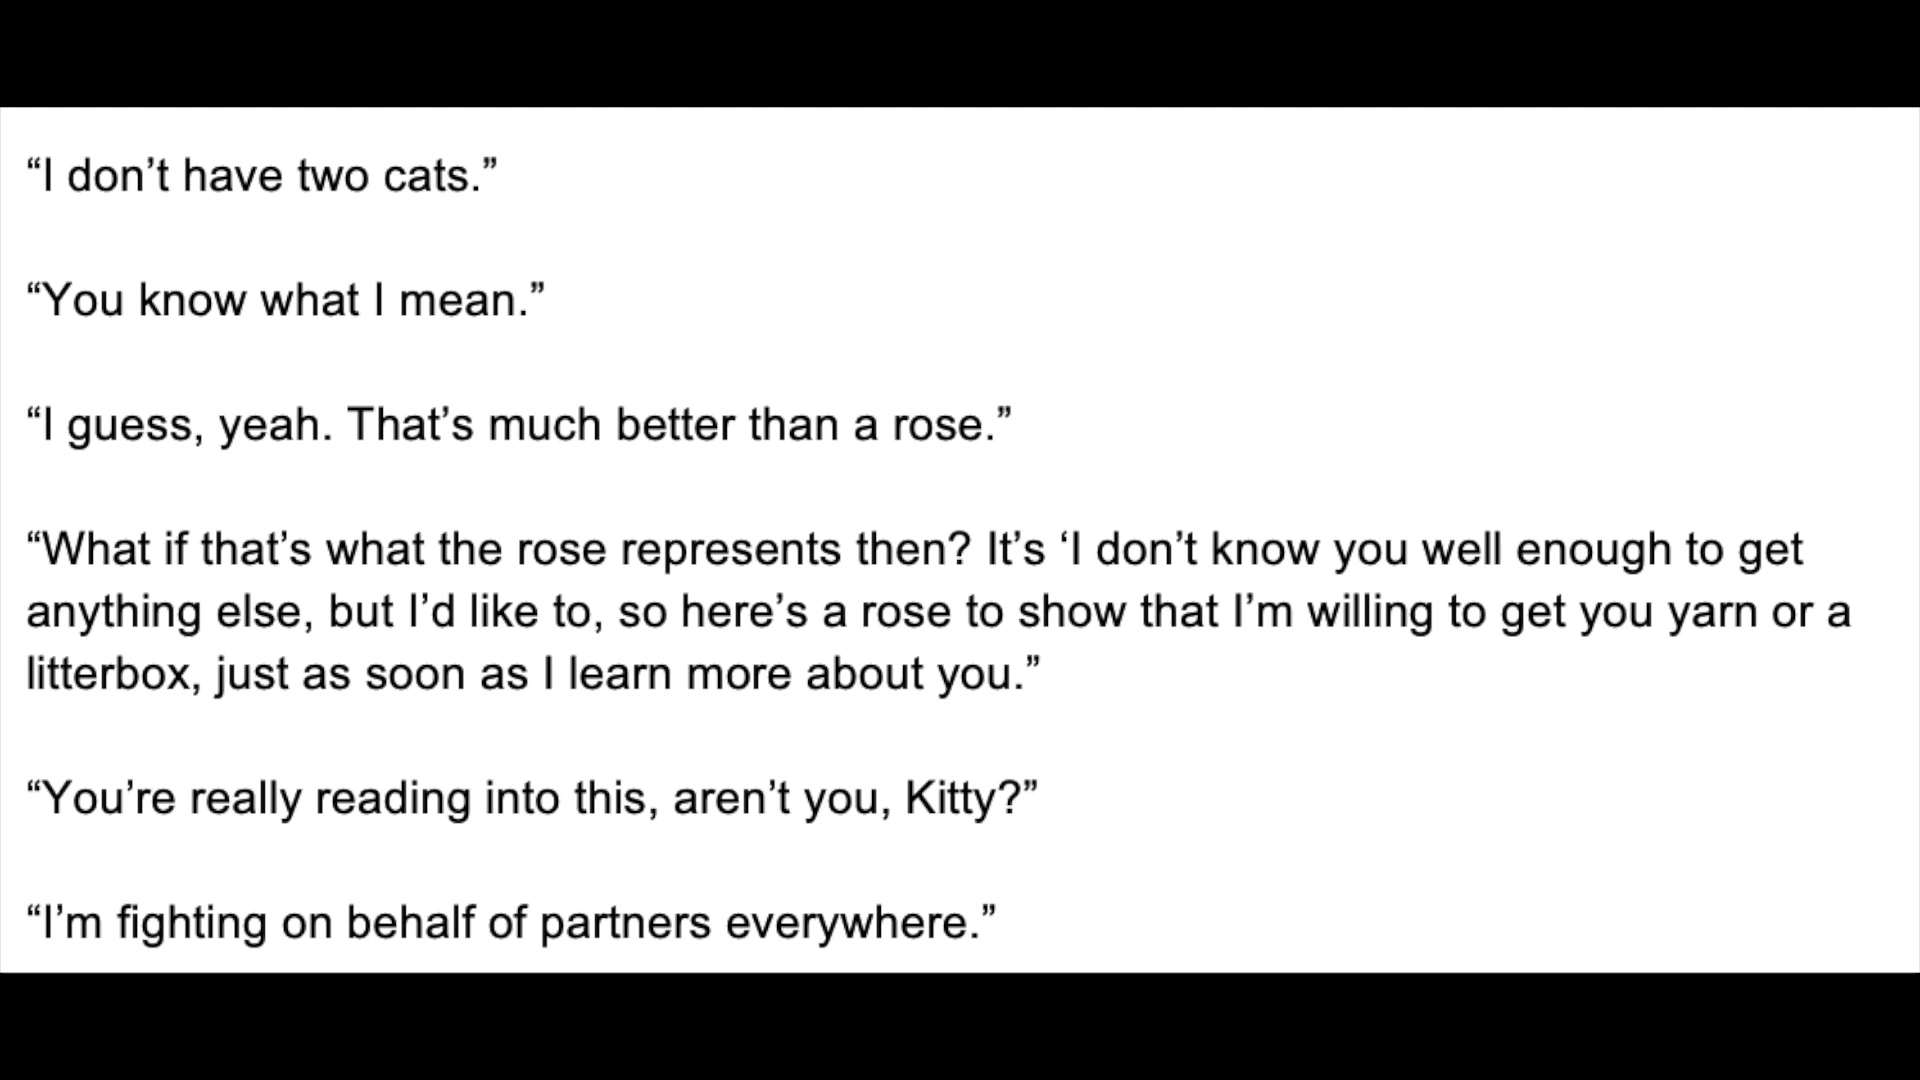 “I don’t have two cats.”
“You know what I mean.”
“I guess, yeah. That’s much better than a rose.”
“What if that’s what the rose represents then? It’s ‘I don’t know you well enough to get
anything else, but I’d like to, so here’s a rose to show that I’m willing to get you yarn or a
litterbox, just as soon as I learn more about you.”
“You’re really reading into this, aren’t you, Kitty?”
“I’m fighting on behalf of partners everywhere.”